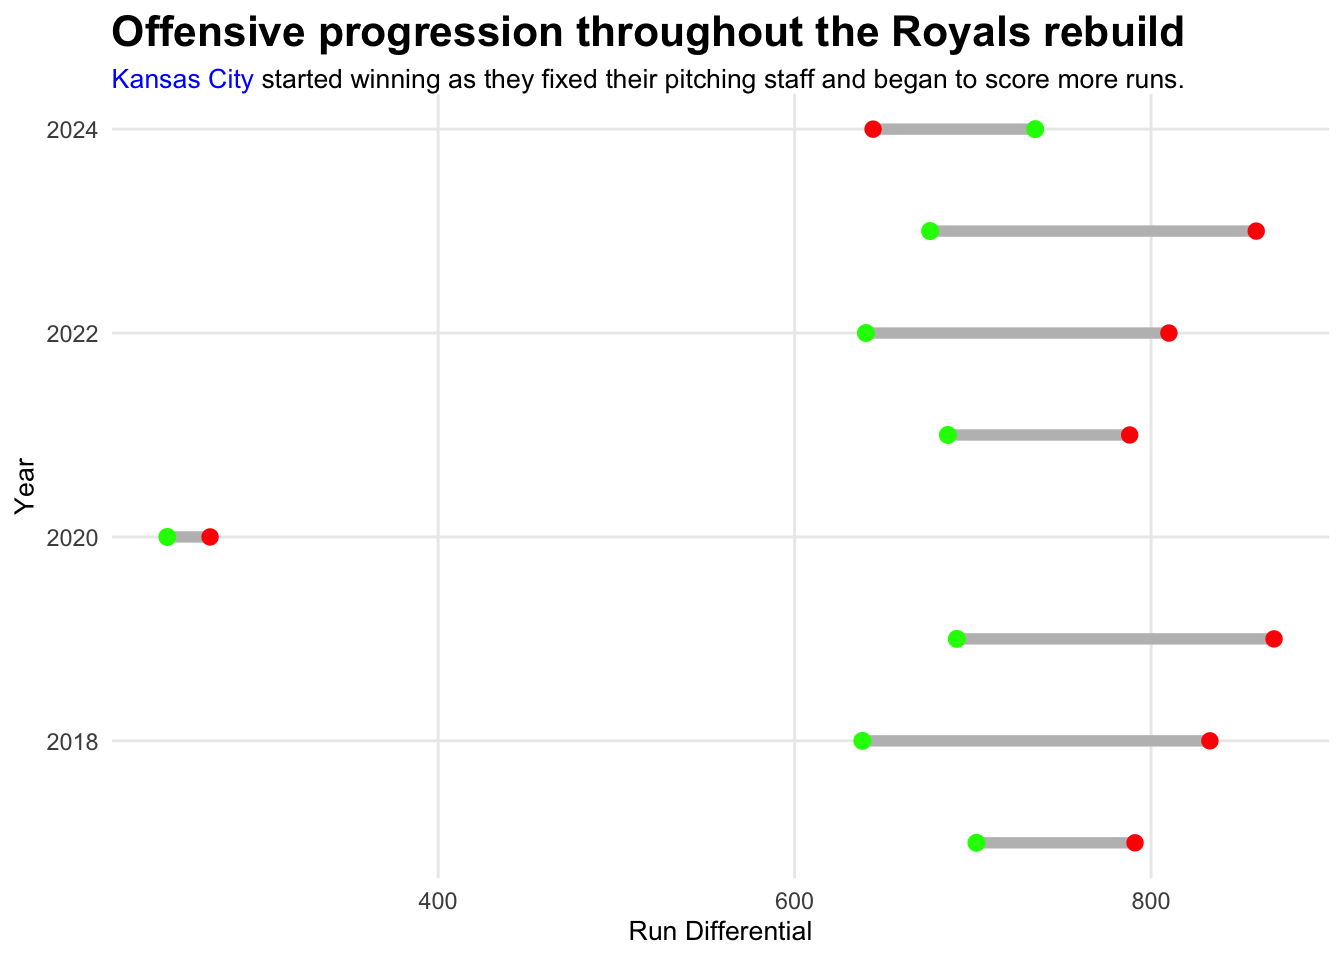 Offensive progression throughout the Royals rebuild
Kansas City started winning as they fixed their pitching staff and began to score more runs.
2024
2022
2020
2018
Year
400 600 800
Run Differential